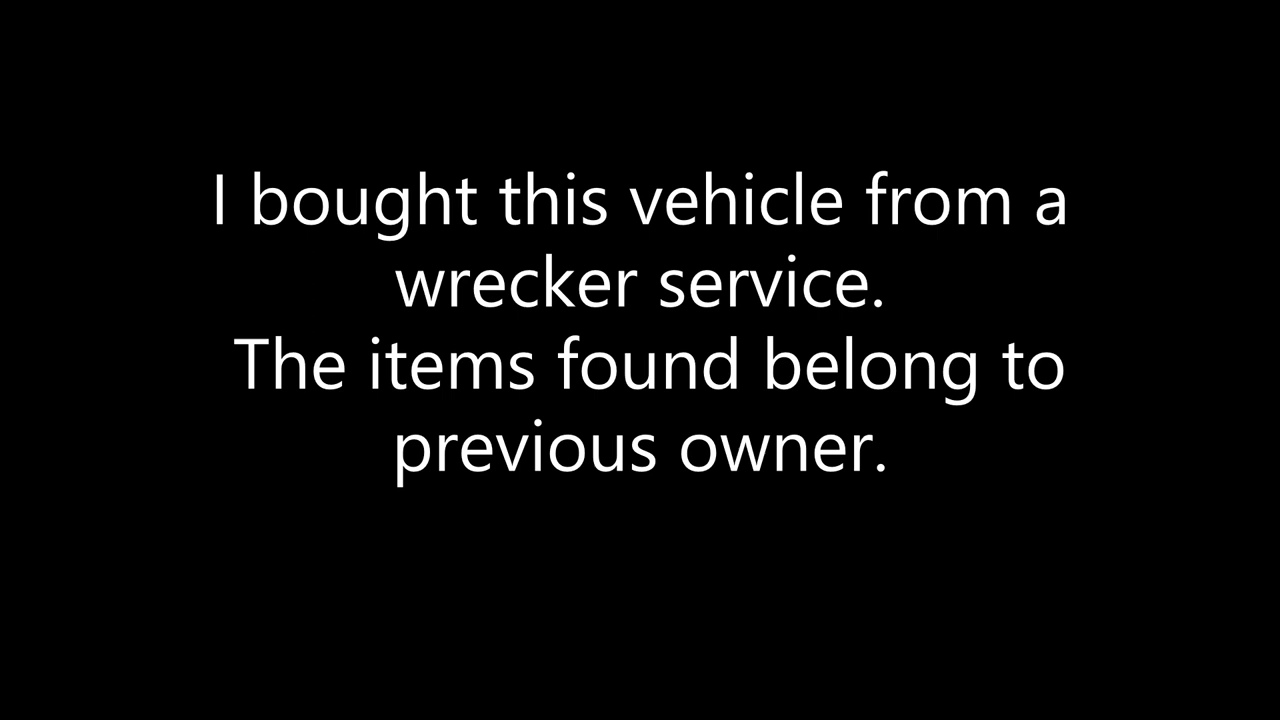 I bought this vehicle from a
wrecker service.
The items found belong to
previous owner.